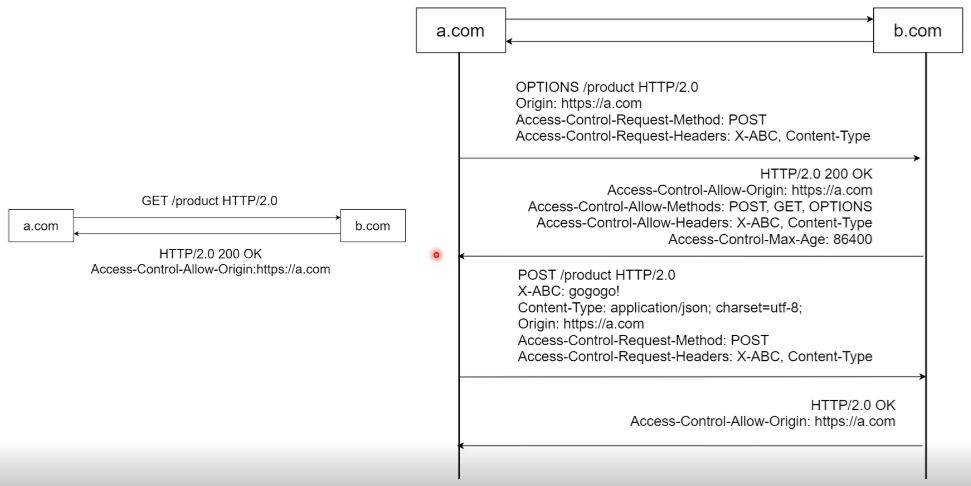 a.com
b.com
GET /product HTTP/2.0
HTTP/2.0 200 OK
Access-Control-Allow-Origin:https://a.com
a.com
b.com
OPTIONS /product HTTP/2.0
Origin: https://a.com
Access-Control-Request-Method: POST
Access-Control-Request-Headers: X-ABC, Content-Type
HTTP/2.0 200 OK
Access-Control-Allow-Origin: https://a.com
Access-Control-Allow-Methods: POST, GET, OPTIONS
Access-Control-Allow-Headers: X-ABC, Content-Type
Access-Control-Max-Age: 86400
POST /product HTTP/2.0
X-ABC: gogogo!
Content-Type: application/json; charset=utf-8;
Origin: https://a.com
Access-Control-Request-Method: POST
Access-Control-Request-Headers: X-ABC, Content-Type
HTTP/2.0 OK
Access-Control-Allow-Origin: https://a.com